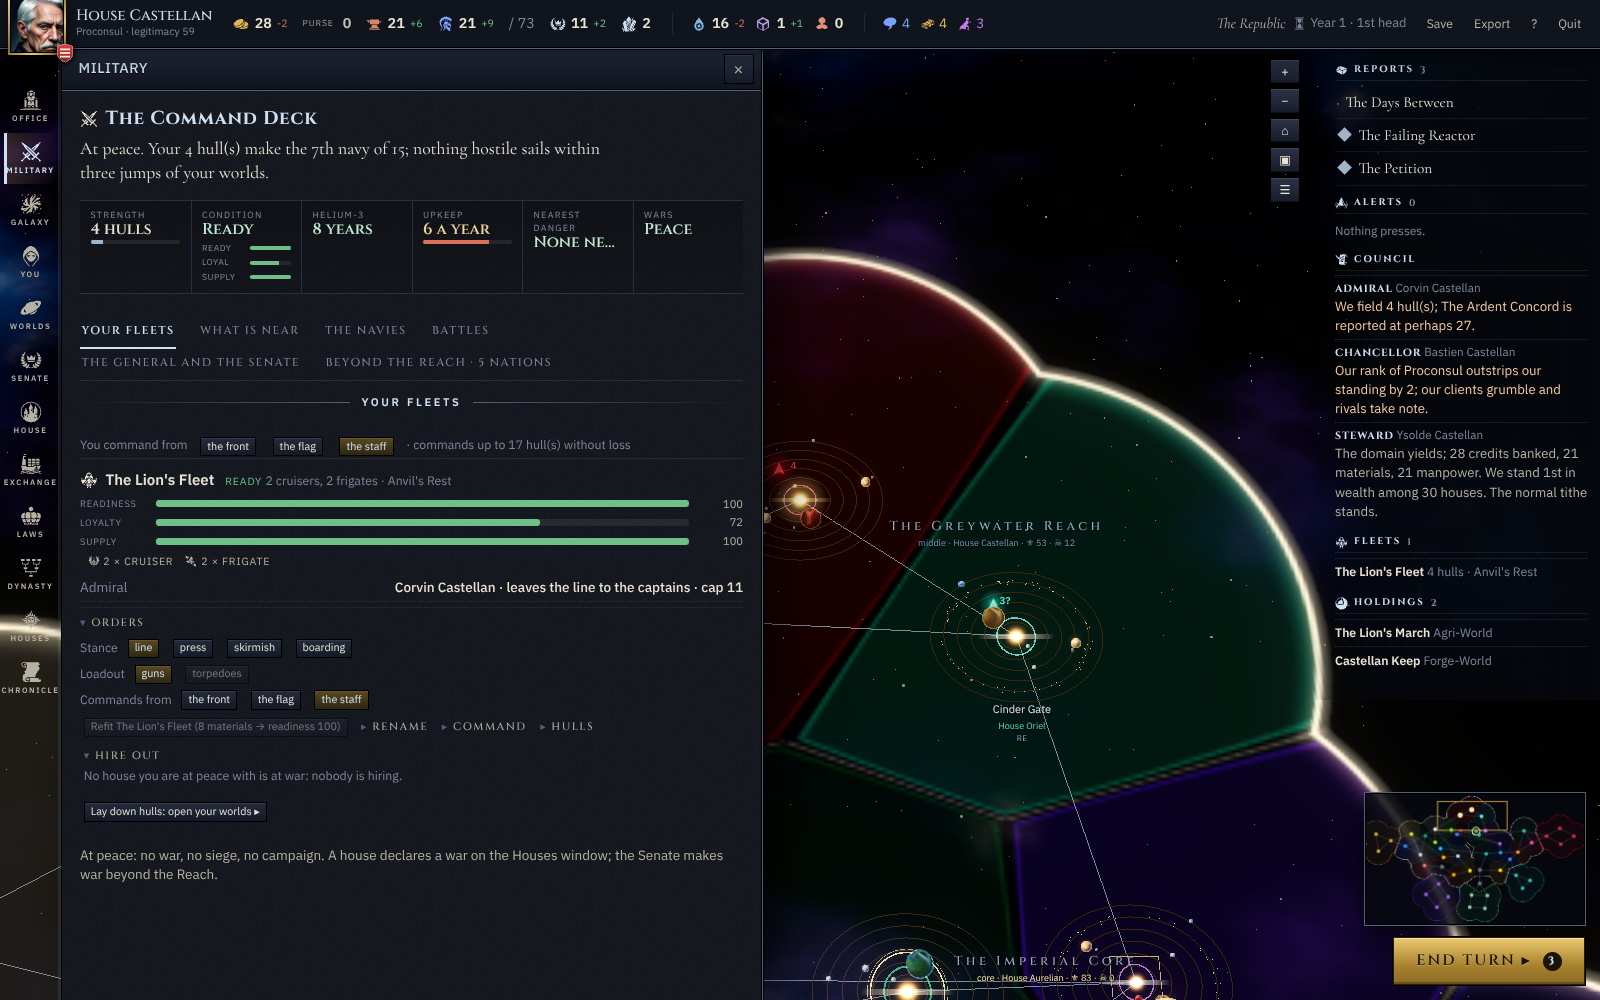 HOUSE CASTELLAN
Proconsul · legitimacy 59
28 -2 PURSE 0 21 +6 21 +9 / 73 11 +2 2 16 -2 1 +1 0 4 4 3
The Republic Year 1 · 1st head Save Export ? Quit
OFFICE
MILITARY
GALAXY
YOU
WORLDS
SENATE
HOUSE
EXCHANGE
LAWS
DYNASTY
HOUSES
CHRONICLE
MILITARY
×
THE COMMAND DECK
At peace. Your 4 hull(s) make the 7th navy of 15; nothing hostile sails within
three jumps of your worlds.
STRENGTH
4 HULLS
CONDITION
READY
READY
LOYAL
SUPPLY
HELIUM-3
8 YEARS
UPKEEP
6 A YEAR
NEAREST
DANGER
NONE NE...
WARS
PEACE
YOUR FLEETS WHAT IS NEAR THE NAVIES BATTLES
THE GENERAL AND THE SENATE BEYOND THE REACH · 5 NATIONS
YOUR FLEETS
You command from the front the flag the staff · commands up to 17 hull(s) without loss
The Lion's Fleet READY 2 cruisers, 2 frigates · Anvil's Rest
READINESS 100
LOYALTY 72
SUPPLY 100
2 × CRUISER 2 × FRIGATE
Admiral Corvin Castellan · leaves the line to the captains · cap 11
▾ ORDERS
Stance line press skirmish boarding
Loadout guns torpedoes
Commands from the front the flag the staff
Refit The Lion's Fleet (8 materials → readiness 100) ▸ RENAME ▸ COMMAND ▸ HULLS
▾ HIRE OUT
No house you are at peace with is at war: nobody is hiring.
Lay down hulls: open your worlds ▸
At peace: no war, no siege, no campaign. A house declares a war on the Houses window; the Senate makes
war beyond the Reach.
4
THE GREYWATER REACH
middle · House Castellan · 53 · 12
3?
Cinder Gate
House Oriel
RE
THE IMPERIAL CORE
core · House Aurelian · 83 · 0
+
−
REPORTS 3
· The Days Between
The Failing Reactor
The Petition
ALERTS 0
Nothing presses.
COUNCIL
ADMIRAL Corvin Castellan
We field 4 hull(s); The Ardent Concord is
reported at perhaps 27.
CHANCELLOR Bastien Castellan
Our rank of Proconsul outstrips our
standing by 2; our clients grumble and
rivals take note.
STEWARD Ysolde Castellan
The domain yields; 28 credits banked, 21
materials, 21 manpower. We stand 1st in
wealth among 30 houses. The normal tithe
stands.
FLEETS 1
The Lion's Fleet 4 hulls · Anvil's Rest
HOLDINGS 2
The Lion's March Agri-World
Castellan Keep Forge-World
END TURN ▸ 3